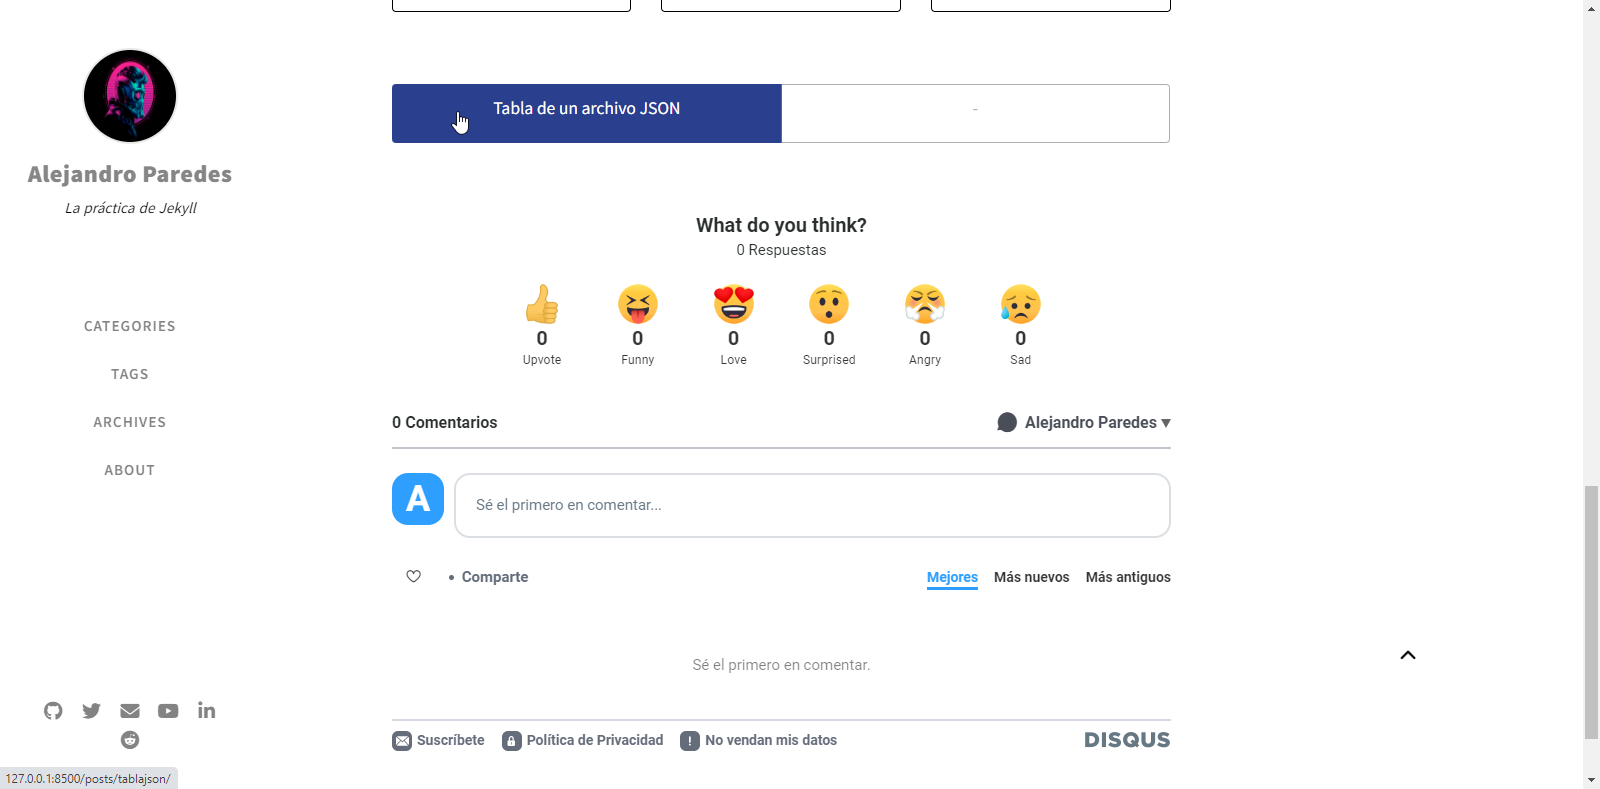 Alejandro Paredes
La práctica de Jekyll
CATEGORIES
TAGS
ARCHIVES
ABOUT
Tabla de un archivo JSON
-
What do you think?
0 Respuestas
0 0 0 0 0 0
Upvote Funny Love Surprised Angry Sad
0 Comentarios
Alejandro Paredes
A
Sé el primero en comentar...
• Comparte
Mejores Más nuevos Más antiguos
Sé el primero en comentar.
Suscríbete Política de Privacidad No vendan mis datos
DISQUS
127.0.0.1:8500/posts/tablajson/